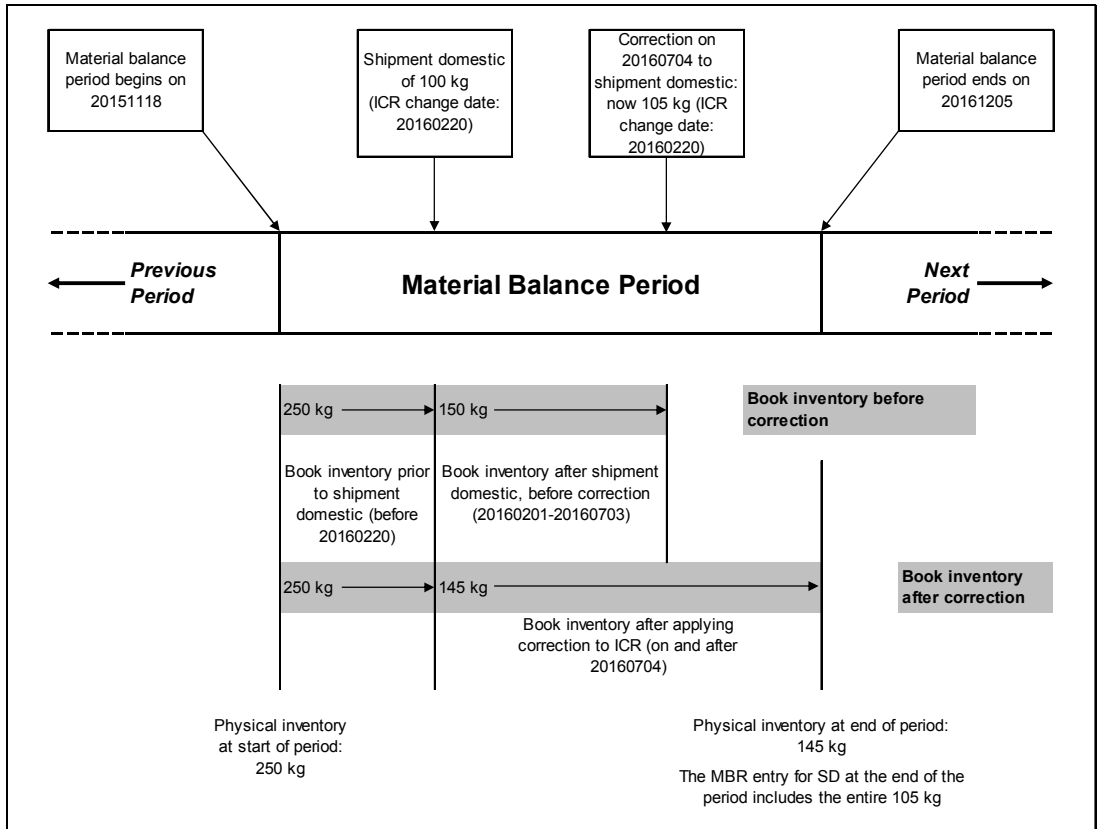 Material balance
period begins on
20151118
Shipment domestic
of 100 kg
(ICR change date:
20160220)
Correction on
20160704 to
shipment domestic:
now 105 kg (ICR
change date:
20160220)
Material balance
period ends on
20161205
Previous
Period
Material Balance Period
Next
Period
250 kg
150 kg
Book inventory before
correction
Book inventory prior
to shipment
domestic (before
20160220)
Book inventory after shipment
domestic, before correction
(20160201-20160703)
250 kg
145 kg
Book inventory
after correction
Book inventory after applying
correction to ICR (on and after
20160704)
Physical inventory
at start of period:
250 kg
Physical inventory at end of period:
145 kg
The MBR entry for SD at the end of the
period includes the entire 105 kg